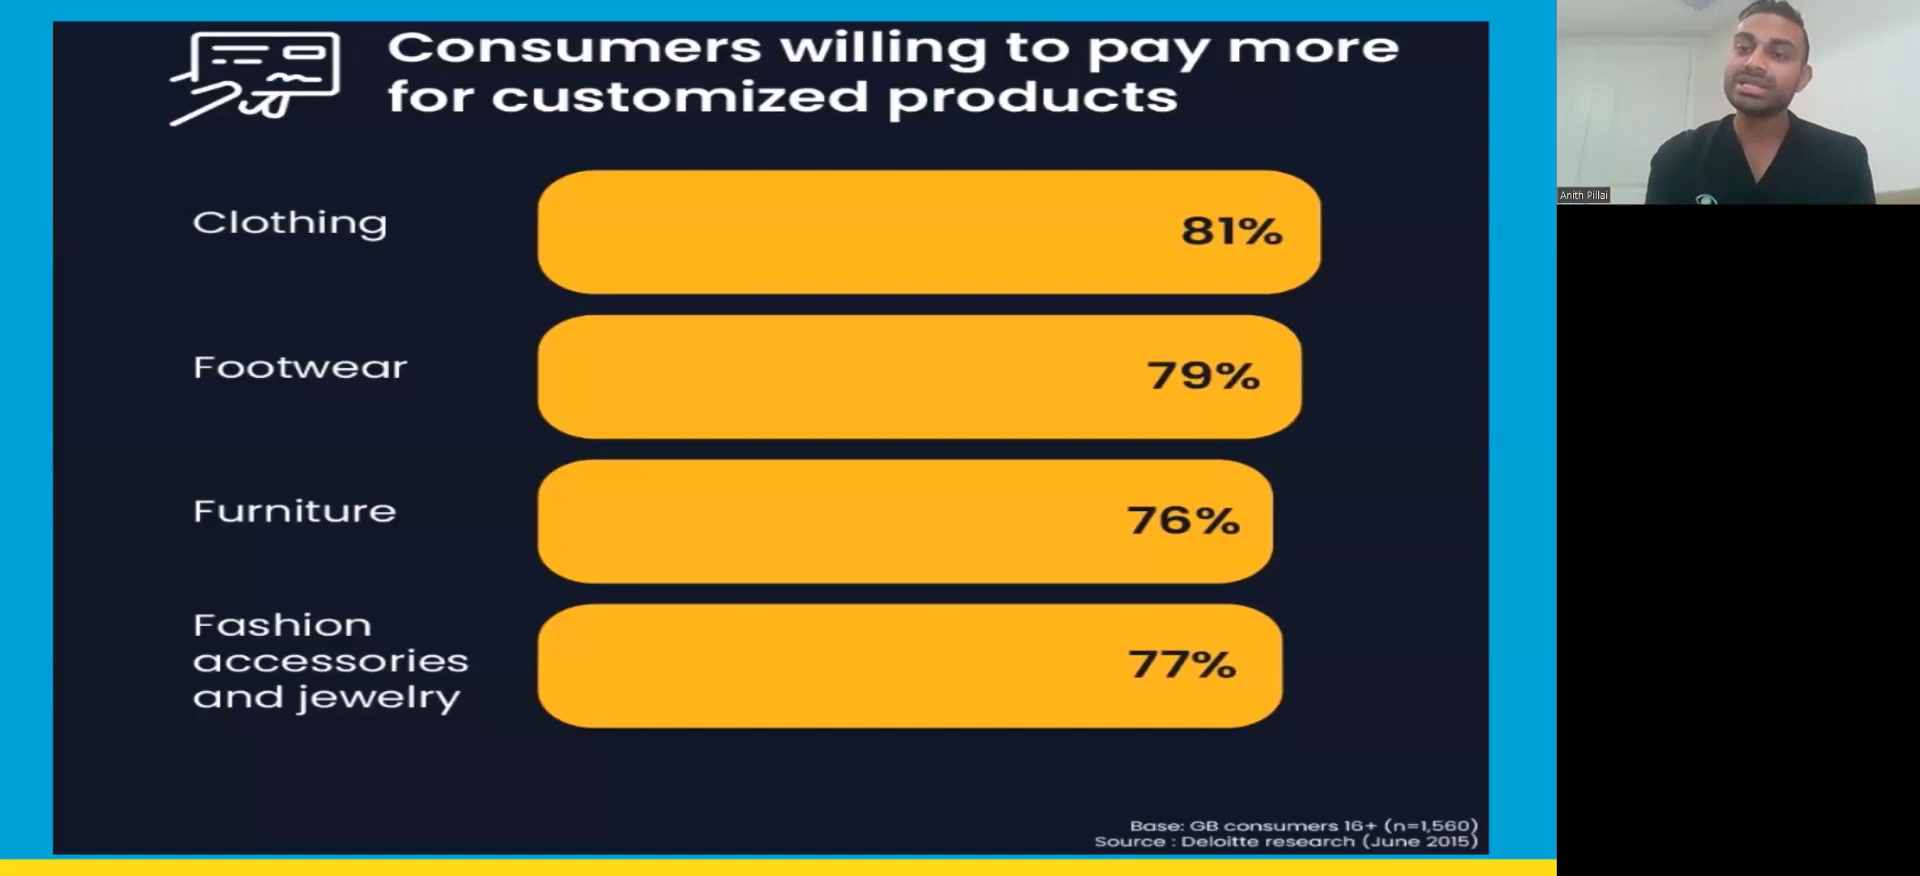 Consumers willing to pay more
for customized products
Clothing
81%
Footwear
79%
Furniture
76%
Fashion
accessories
and jewelry
77%
Base: GB consumers 16+ (n=1,560)
Source : Deloitte research (June 2015)
Anith Pillai